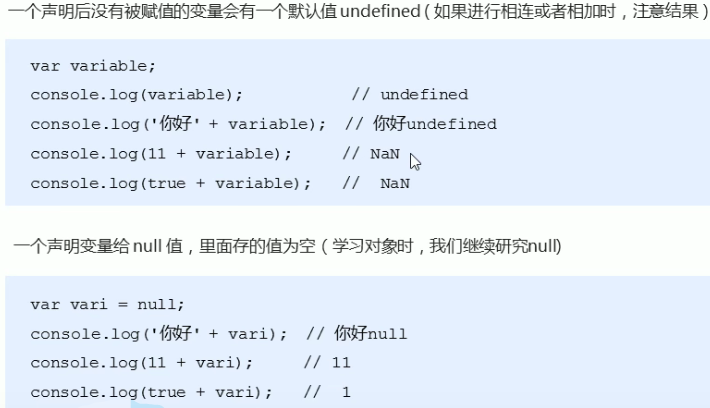 一个声明后没有被赋值的变量会有一个默认值 undefined ( 如果进行相连或者相加时，注意结果 )
var variable;
console.log(variable); // undefined
console.log('你好' + variable); // 你好undefined
console.log(11 + variable); // NaN
console.log(true + variable); // NaN
一个声明变量给 null 值，里面存的值为空（学习对象时，我们继续研究null)
var vari = null;
console.log('你好' + vari); // 你好null
console.log(11 + vari); // 11
console.log(true + vari); // 1